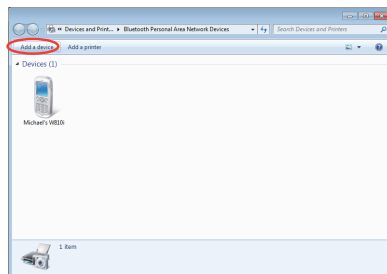 Devices and Print... ▸ Bluetooth Personal Area Network Devices
Search Devices and Printers
Add a device Add a printer
Devices (1)
Michael's W810i
1 item